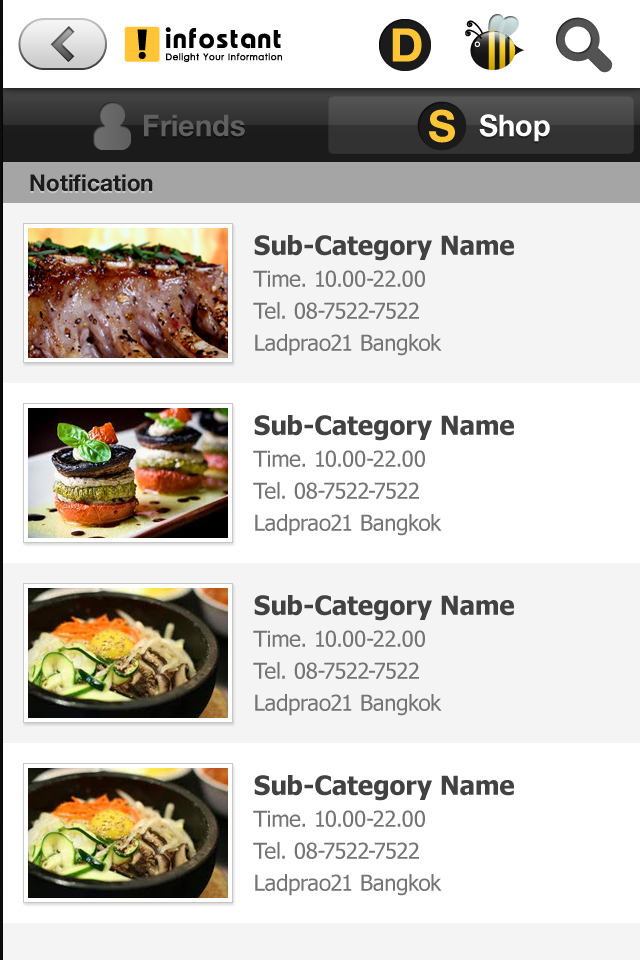 infostant
Delight Your Information
D
Friends
S Shop
Notification
Sub-Category Name
Time. 10.00-22.00
Tel. 08-7522-7522
Ladprao21 Bangkok
Sub-Category Name
Time. 10.00-22.00
Tel. 08-7522-7522
Ladprao21 Bangkok
Sub-Category Name
Time. 10.00-22.00
Tel. 08-7522-7522
Ladprao21 Bangkok
Sub-Category Name
Time. 10.00-22.00
Tel. 08-7522-7522
Ladprao21 Bangkok